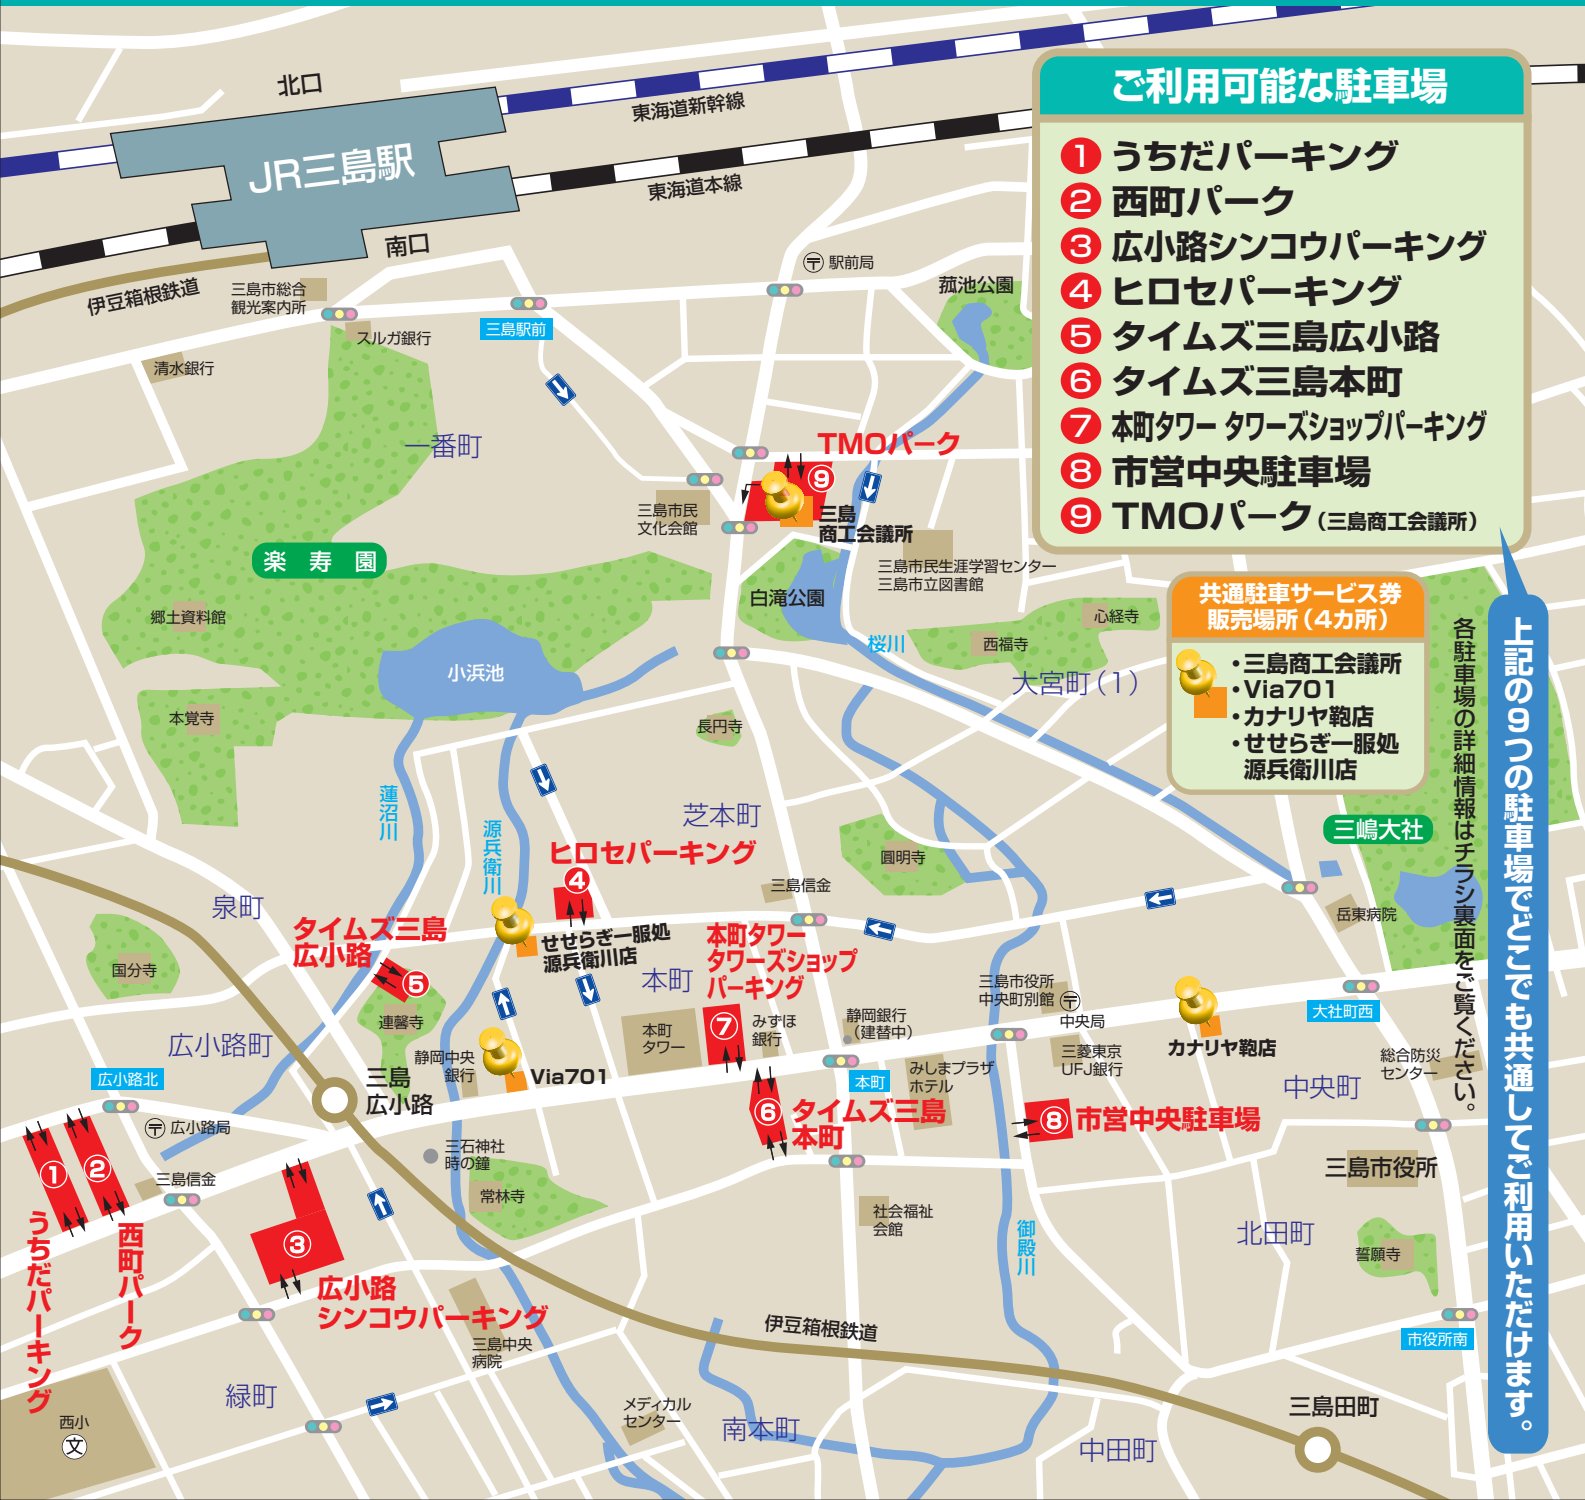 北口
東海道新幹線
JR三島駅
東海道本線
南口
伊豆箱根鉄道
三島市総合
観光案内所
スルガ銀行
清水銀行
三島駅前
〒 駅前局
菰池公園
ご利用可能な駐車場
1 うちだパーキング
2 西町パーク
3 広小路シンコウパーキング
4 ヒロセパーキング
5 タイムズ三島広小路
6 タイムズ三島本町
7 本町タワー タワーズショップパーキング
8 市営中央駐車場
9 TMOパーク(三島商工会議所)
共通駐車サービス券
販売場所(4カ所)
・三島商工会議所
・Via701
・カナリヤ鞄店
・せせらぎ一服処
源兵衛川店
上記の9つの駐車場でどこでも共通してご利用いただけます。
各駐車場の詳細情報はチラシ裏面をご覧ください。
一番町
TMOパーク
9
三島
商工会議所
三島市民
文化会館
三島市民生涯学習センター
三島市立図書館
楽寿園
郷土資料館
白滝公園
桜川
西福寺
心経寺
大宮町(1)
小浜池
本覚寺
長円寺
蓮沼川
源兵衛川
芝本町
三嶋大社
ヒロセパーキング
4
圓明寺
三島信金
岳東病院
泉町
タイムズ三島
広小路
5
せせらぎ一服処
源兵衛川店
本町タワー
タワーズショップ
パーキング
7
本町
国分寺
連馨寺
三島市役所
中央町別館
〒
中央局
大社町西
広小路町
静岡中央
銀行
本町
タワー
みずほ
銀行
静岡銀行
(建替中)
カナリヤ鞄店
広小路北
三島
広小路
Via701
本町
みしまプラザ
ホテル
三菱東京
UFJ銀行
総合防災
センター
中央町
〒 広小路局
6
タイムズ三島
本町
8
市営中央駐車場
三石神社
時の鐘
1
2
三島信金
常林寺
三島市役所
うちだパーキング
西町パーク
3
広小路
シンコウパーキング
社会福祉
会館
御殿川
北田町
誓願寺
三島中央
病院
伊豆箱根鉄道
市役所南
緑町
西小
文
メディカル
センター
南本町
中田町
三島田町